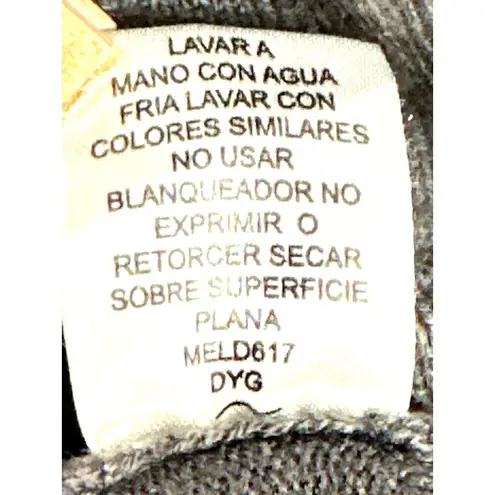 LAVAR A
MANO CON AGUA
FRIA LAVAR CON
COLORES SIMILARES
NO USAR
BLANQUEADOR NO
EXPRIMIR O
RETORCER SECAR
SOBRE SUPERFICIE
PLANA
MELD617
DYG